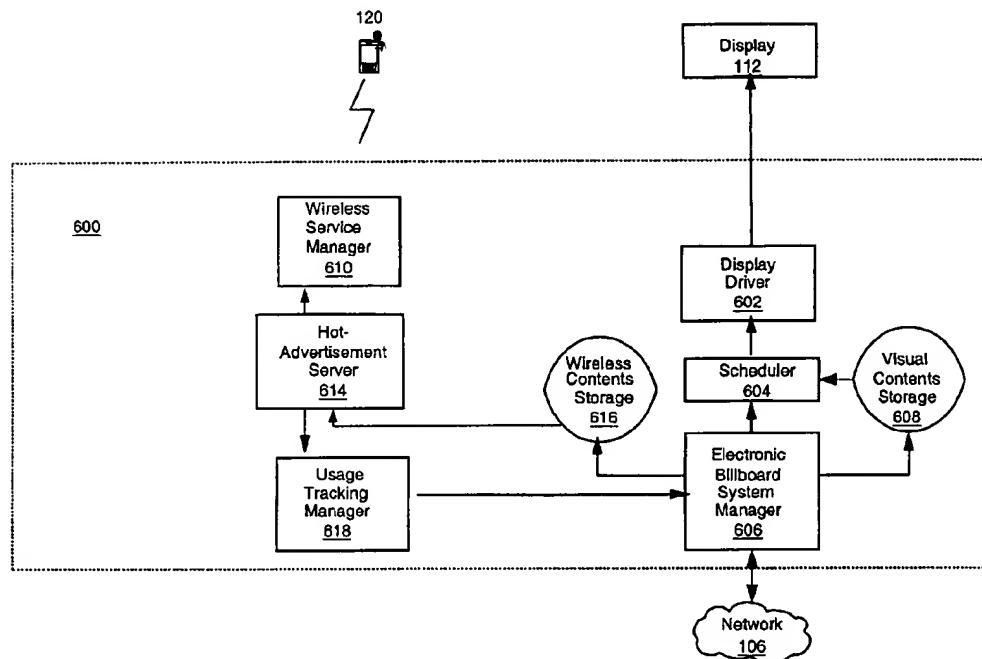 120
Display
112
600
Wireless
Service
Manager
610
Display
Driver
602
Hot-
Advertisement
Server
614
Wireless
Contents
Storage
616
Scheduler
604
Visual
Contents
Storage
608
Usage
Tracking
Manager
618
Electronic
Billboard
System
Manager
606
Network
106